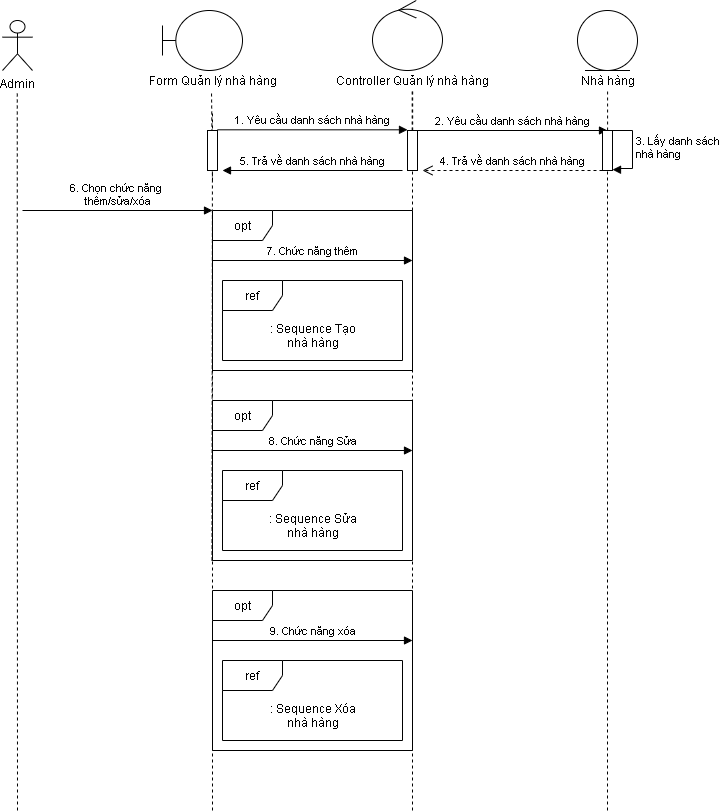 Admin
Form Quản lý nhà hàng
Controller Quản lý nhà hàng
Nhà hàng
1. Yêu cầu danh sách nhà hàng
2. Yêu cầu danh sách nhà hàng
3. Lấy danh sách
nhà hàng
5. Trả về danh sách nhà hàng
4. Trả về danh sách nhà hàng
6. Chọn chức năng
thêm/sửa/xóa
opt
7. Chức năng thêm
ref
: Sequence Tạo
nhà hàng
opt
8. Chức năng Sửa
ref
: Sequence Sửa
nhà hàng
opt
9. Chức năng xóa
ref
: Sequence Xóa
nhà hàng